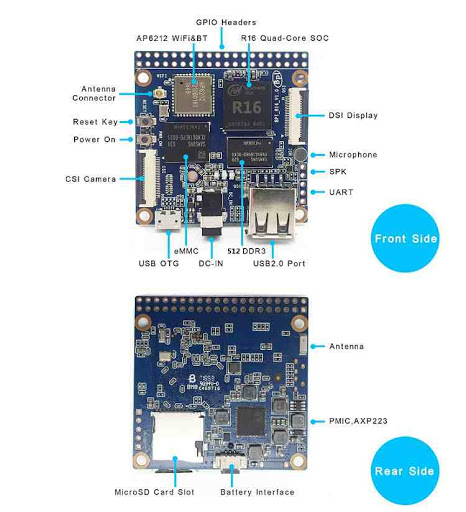 GPIO Headers
AP6212 WiFi&BT
R16 Quad-Core SOC
Antenna
Connector
R16
DSI Display
Reset Key
Power On
Microphone
SPK
CSI Camera
UART
Front Side
eMMC
512 DDR3
USB OTG
DC-IN
USB2.0 Port
Antenna
PMIC,AXP223
Rear Side
MicroSD Card Slot
Battery Interface